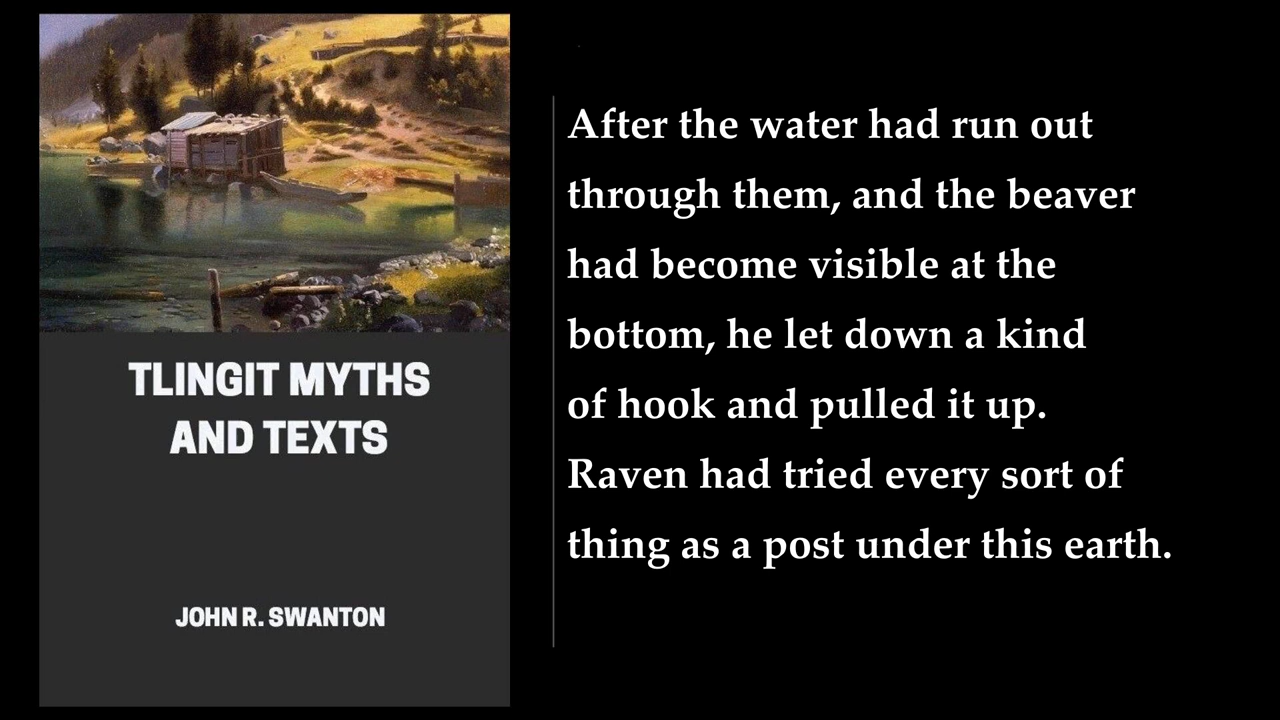 TLINGIT MYTHS
AND TEXTS
JOHN R. SWANTON
After the water had run out
through them, and the beaver
had become visible at the
bottom, he let down a kind
of hook and pulled it up.
Raven had tried every sort of
thing as a post under this earth.